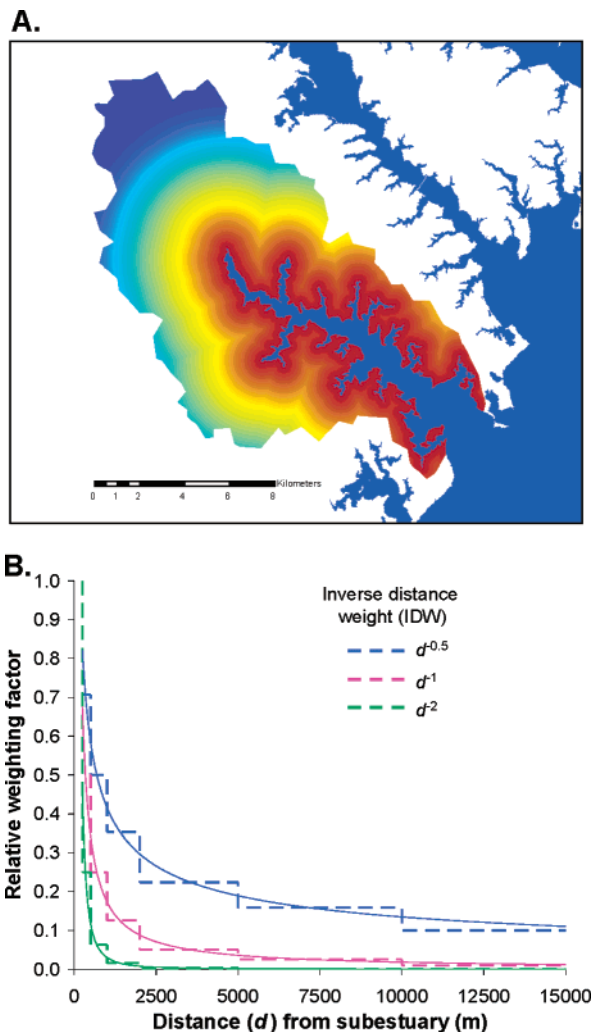 A.
0 1 2 4 6 8 Kilometers
B.
Relative weighting factor
1.0
0.9
0.8
0.7
0.6
0.5
0.4
0.3
0.2
0.1
0.0
Inverse distance
weight (IDW)
d-0.5
d-1
d-2
0 2500 5000 7500 10000 12500 15000
Distance (d) from subestuary (m)